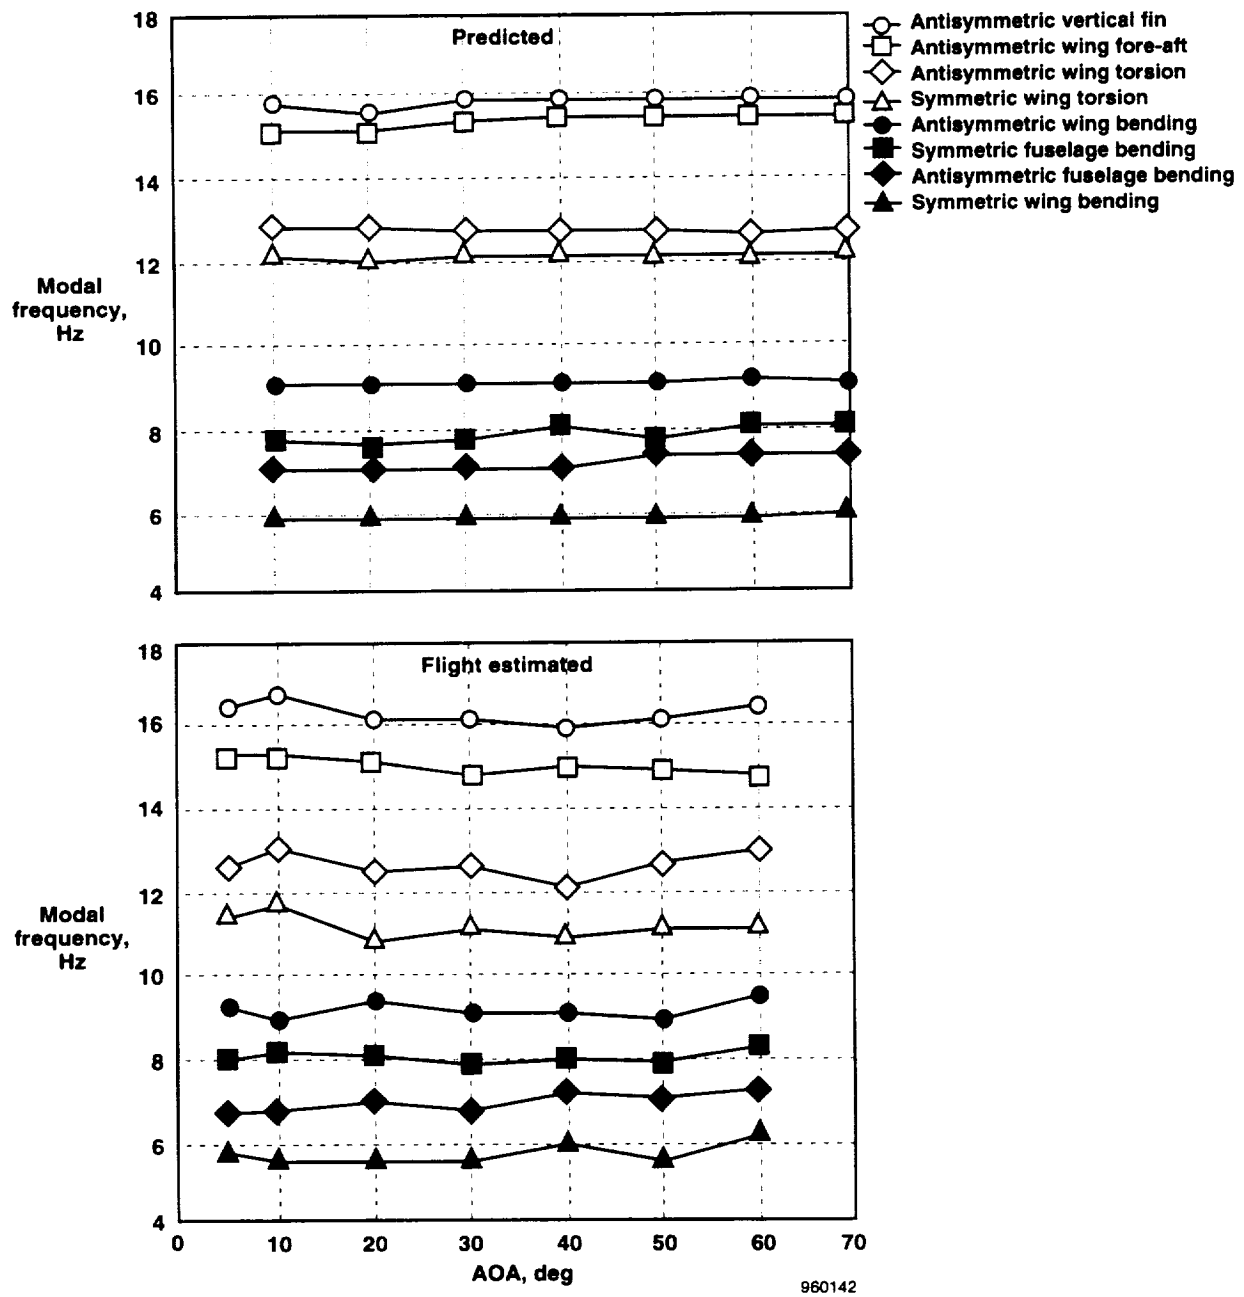 18
Predicted
16
14
12
Modal
frequency,
Hz
10
8
6
4
Antisymmetric vertical fin
Antisymmetric wing fore-aft
Antisymmetric wing torsion
Symmetric wing torsion
Antisymmetric wing bending
Symmetric fuselage bending
Antisymmetric fuselage bending
Symmetric wing bending
18
Flight estimated
16
14
12
Modal
frequency,
Hz
10
8
6
4
0 10 20 30 40 50 60 70
AOA, deg
960142